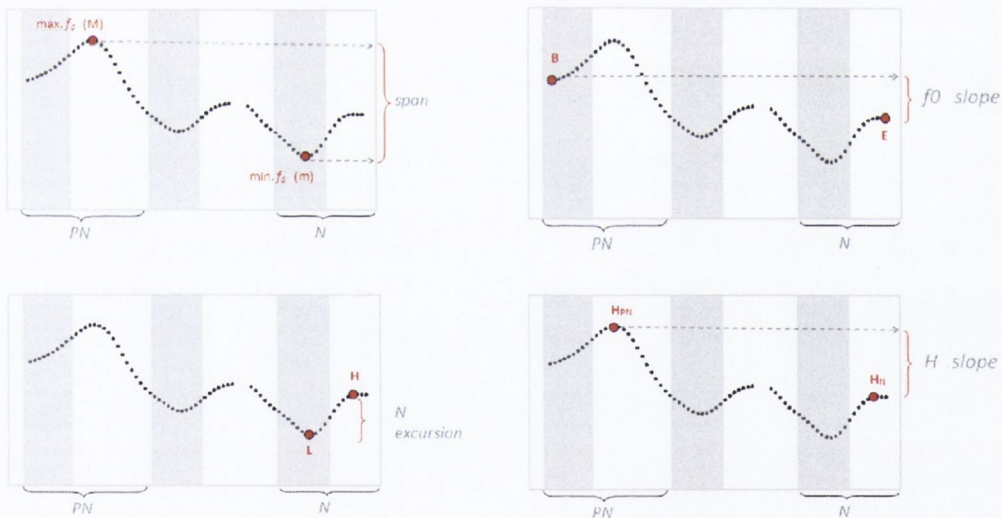 max.f₀ (M)
span
min.f₀ (m)
PN
N
B
f0 slope
E
PN
N
H
N
excursion
L
PN
N
HPN
H slope
HN
PN
N